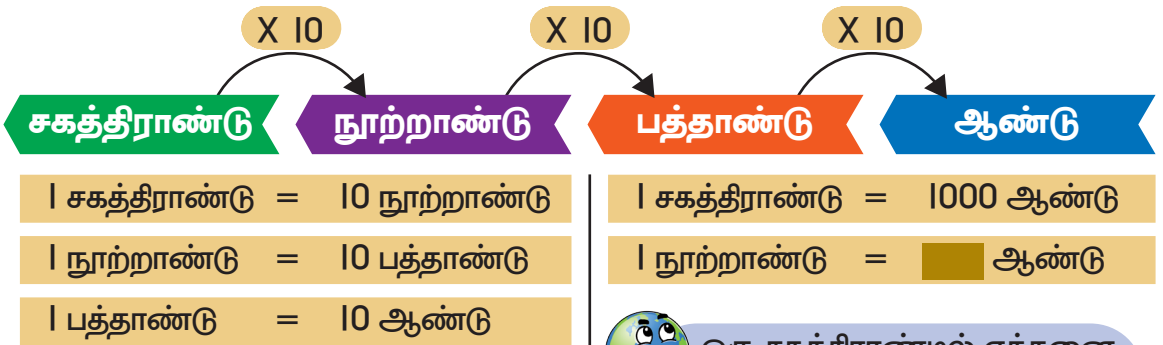 X 10 X 10 X 10
சகத்திராண்டு நூற்றாண்டு பத்தாண்டு ஆண்டு
1 சகத்திராண்டு = 10 நூற்றாண்டு
1 நூற்றாண்டு = 10 பத்தாண்டு
1 பத்தாண்டு = 10 ஆண்டு
1 சகத்திராண்டு = 1000 ஆண்டு
1 நூற்றாண்டு = ஆண்டு